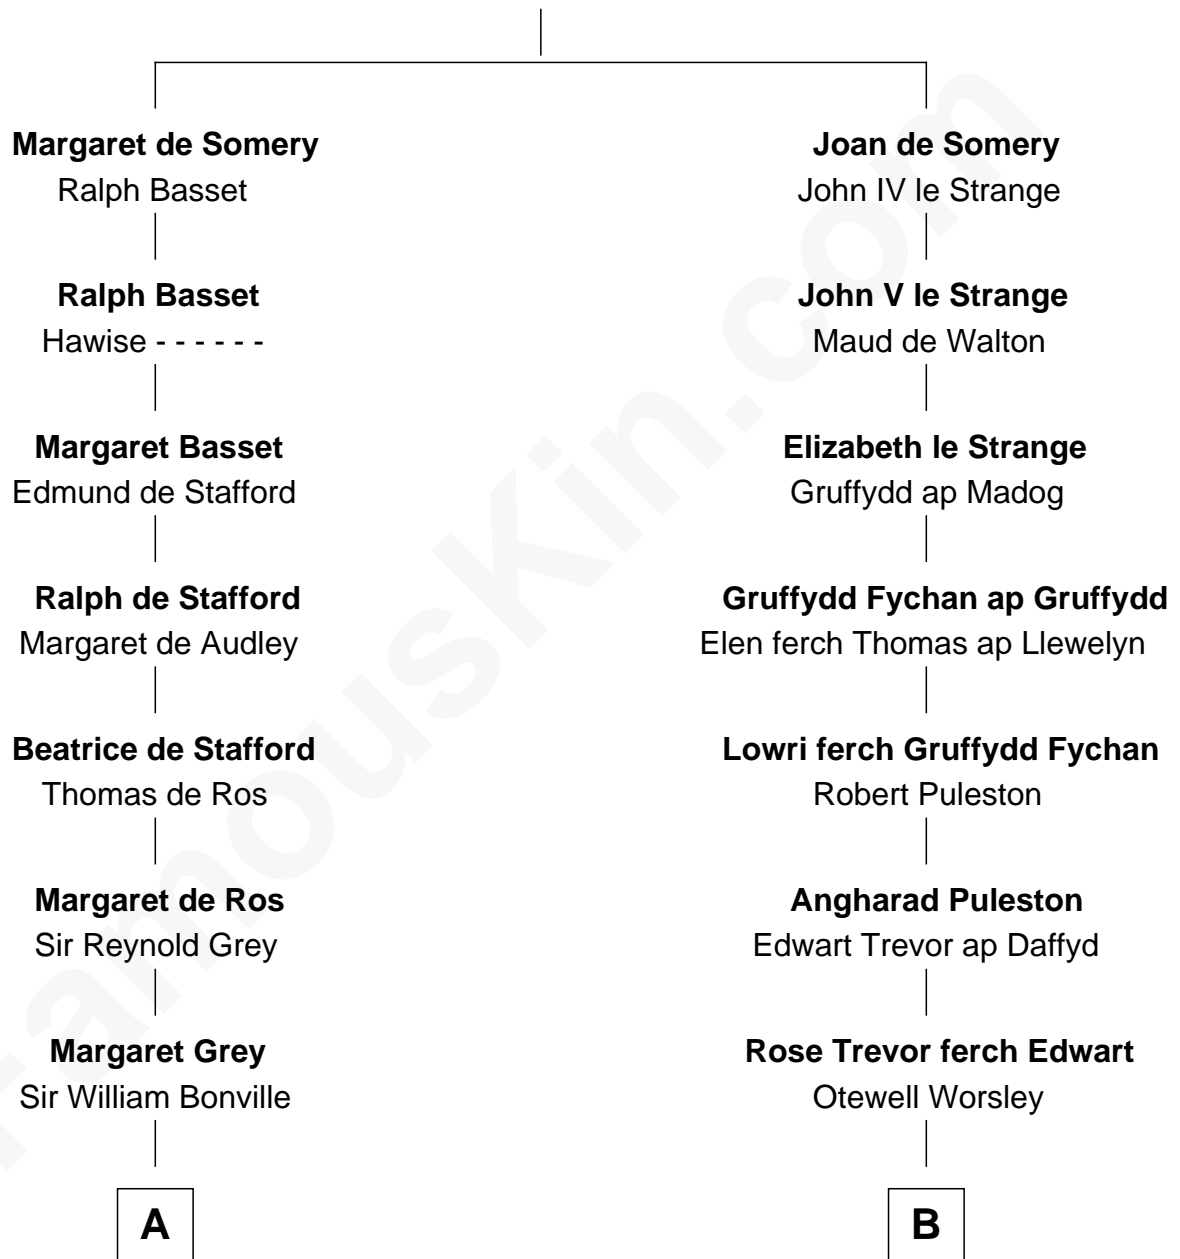 Margaret de Somery
Ralph Basset
Ralph Basset
Hawise - - - - - -
Margaret Basset
Edmund de Stafford
Ralph de Stafford
Margaret de Audley
Beatrice de Stafford
Thomas de Ros
Margaret de Ros
Sir Reynold Grey
Margaret Grey
Sir William Bonville
A
Joan de Somery
John IV le Strange
John V le Strange
Maud de Walton
Elizabeth le Strange
Gruffydd ap Madog
Gruffydd Fychan ap Gruffydd
Elen ferch Thomas ap Llewelyn
Lowri ferch Gruffydd Fychan
Robert Puleston
Angharad Puleston
Edwart Trevor ap Daffyd
Rose Trevor ferch Edwart
Otewell Worsley
B
FamousKin.com